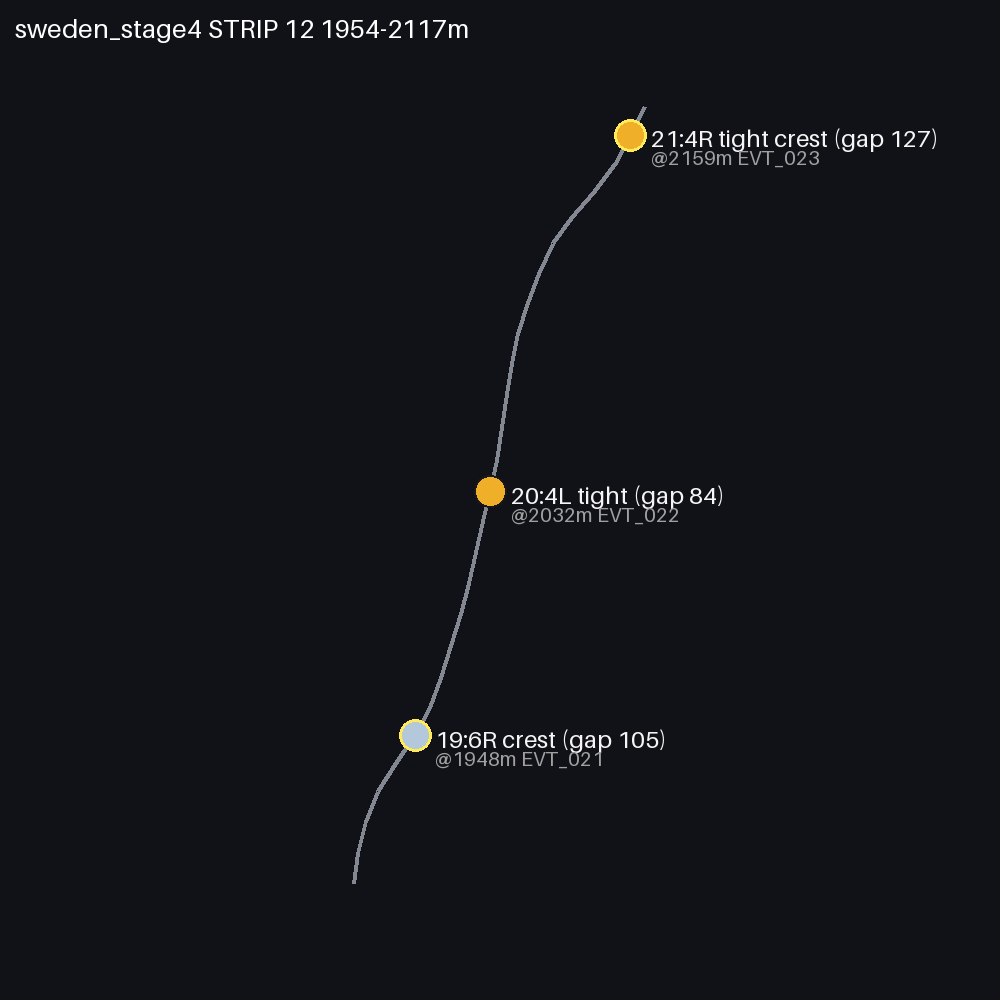 sweden_stage4 STRIP 12 1954-2117m
21:4R tight crest (gap 127)
@2159m EVT_023
20:4L tight (gap 84)
@2032m EVT_022
19:6R crest (gap 105)
@1948m EVT_021